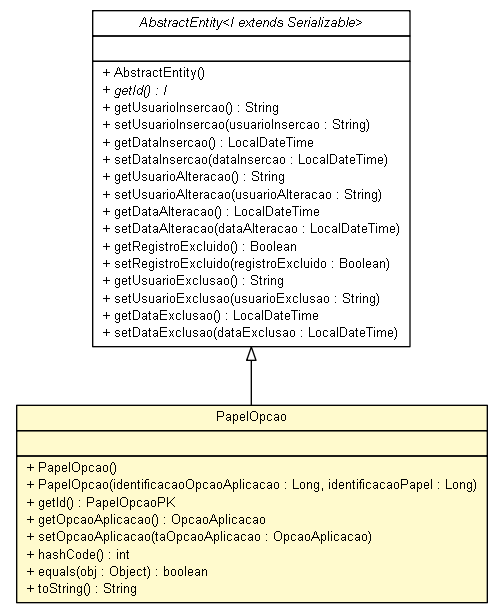 AbstractEntity<I extends Serializable>
+ AbstractEntity()
+ getId() : I
+ getUsuarioInsercao() : String
+ setUsuarioInsercao(usuarioInsercao : String)
+ getDataInsercao() : LocalDateTime
+ setDataInsercao(dataInsercao : LocalDateTime)
+ getUsuarioAlteracao() : String
+ setUsuarioAlteracao(usuarioAlteracao : String)
+ getDataAlteracao() : LocalDateTime
+ setDataAlteracao(dataAlteracao : LocalDateTime)
+ getRegistroExcluido() : Boolean
+ setRegistroExcluido(registroExcluido : Boolean)
+ getUsuarioExclusao() : String
+ setUsuarioExclusao(usuarioExclusao : String)
+ getDataExclusao() : LocalDateTime
+ setDataExclusao(dataExclusao : LocalDateTime)
PapelOpcao
+ PapelOpcao()
+ PapelOpcao(identificacaoOpcaoAplicacao : Long, identificacaoPapel : Long)
+ getId() : PapelOpcaoPK
+ getOpcaoAplicacao() : OpcaoAplicacao
+ setOpcaoAplicacao(taOpcaoAplicacao : OpcaoAplicacao)
+ hashCode() : int
+ equals(obj : Object) : boolean
+ toString() : String